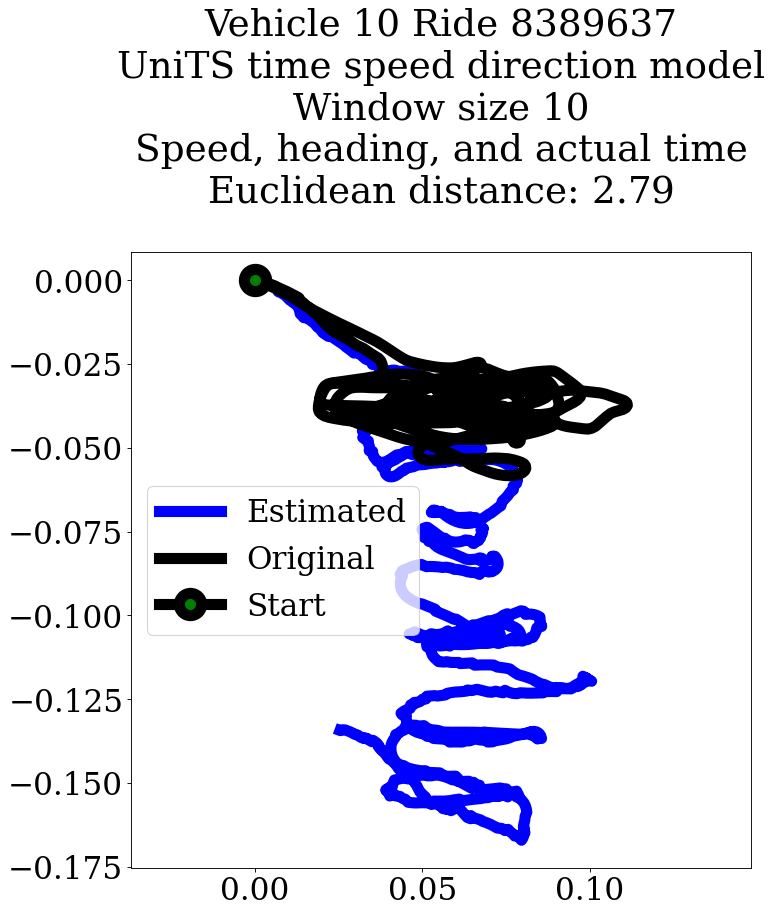 Vehicle 10 Ride 8389637
UniTS time speed direction model
Window size 10
Speed, heading, and actual time
Euclidean distance: 2.79
0.000
−0.025
−0.050
−0.075
−0.100
−0.125
−0.150
−0.175
Estimated
Original
Start
0.00 0.05 0.10